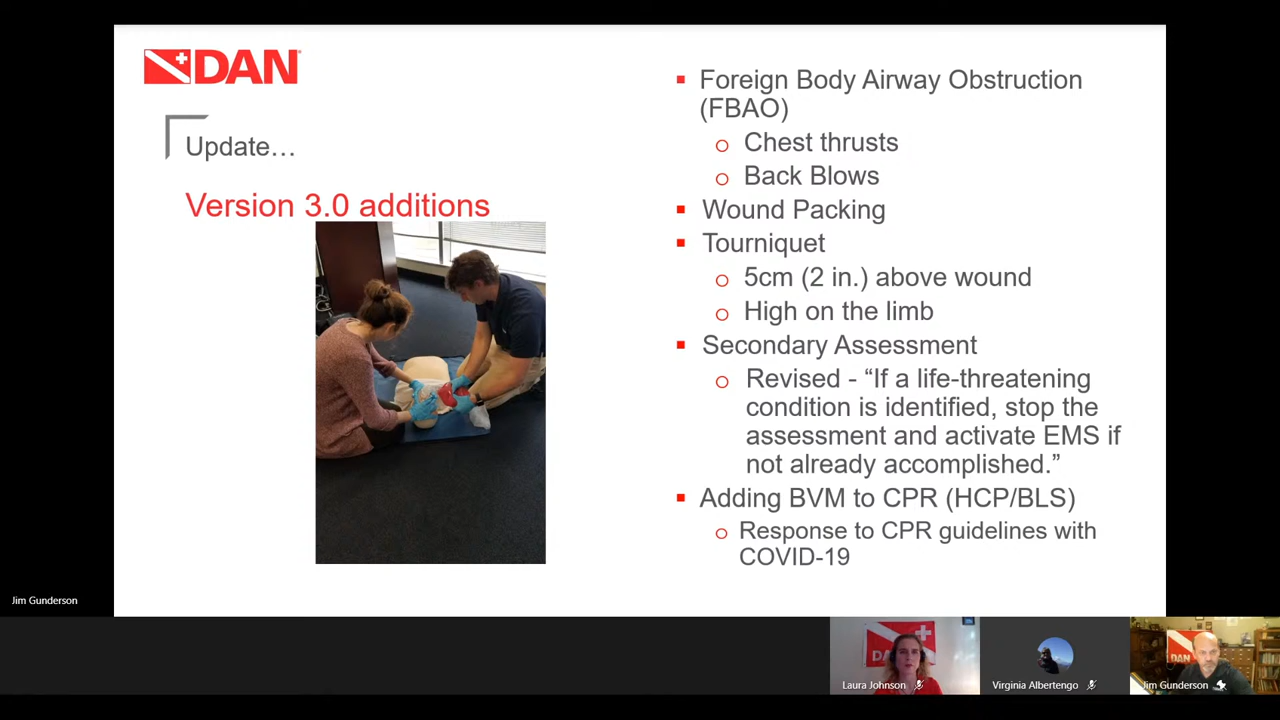 DAN
Update…
Version 3.0 additions
Foreign Body Airway Obstruction
(FBAO)
Chest thrusts
Back Blows
Wound Packing
Tourniquet
5cm (2 in.) above wound
High on the limb
Secondary Assessment
Revised - “If a life-threatening
condition is identified, stop the
assessment and activate EMS if
not already accomplished.”
Adding BVM to CPR (HCP/BLS)
Response to CPR guidelines with
COVID-19
Jim Gunderson
DA
Laura Johnson
Virginia Albertengo
DAN
Jim Gunderson